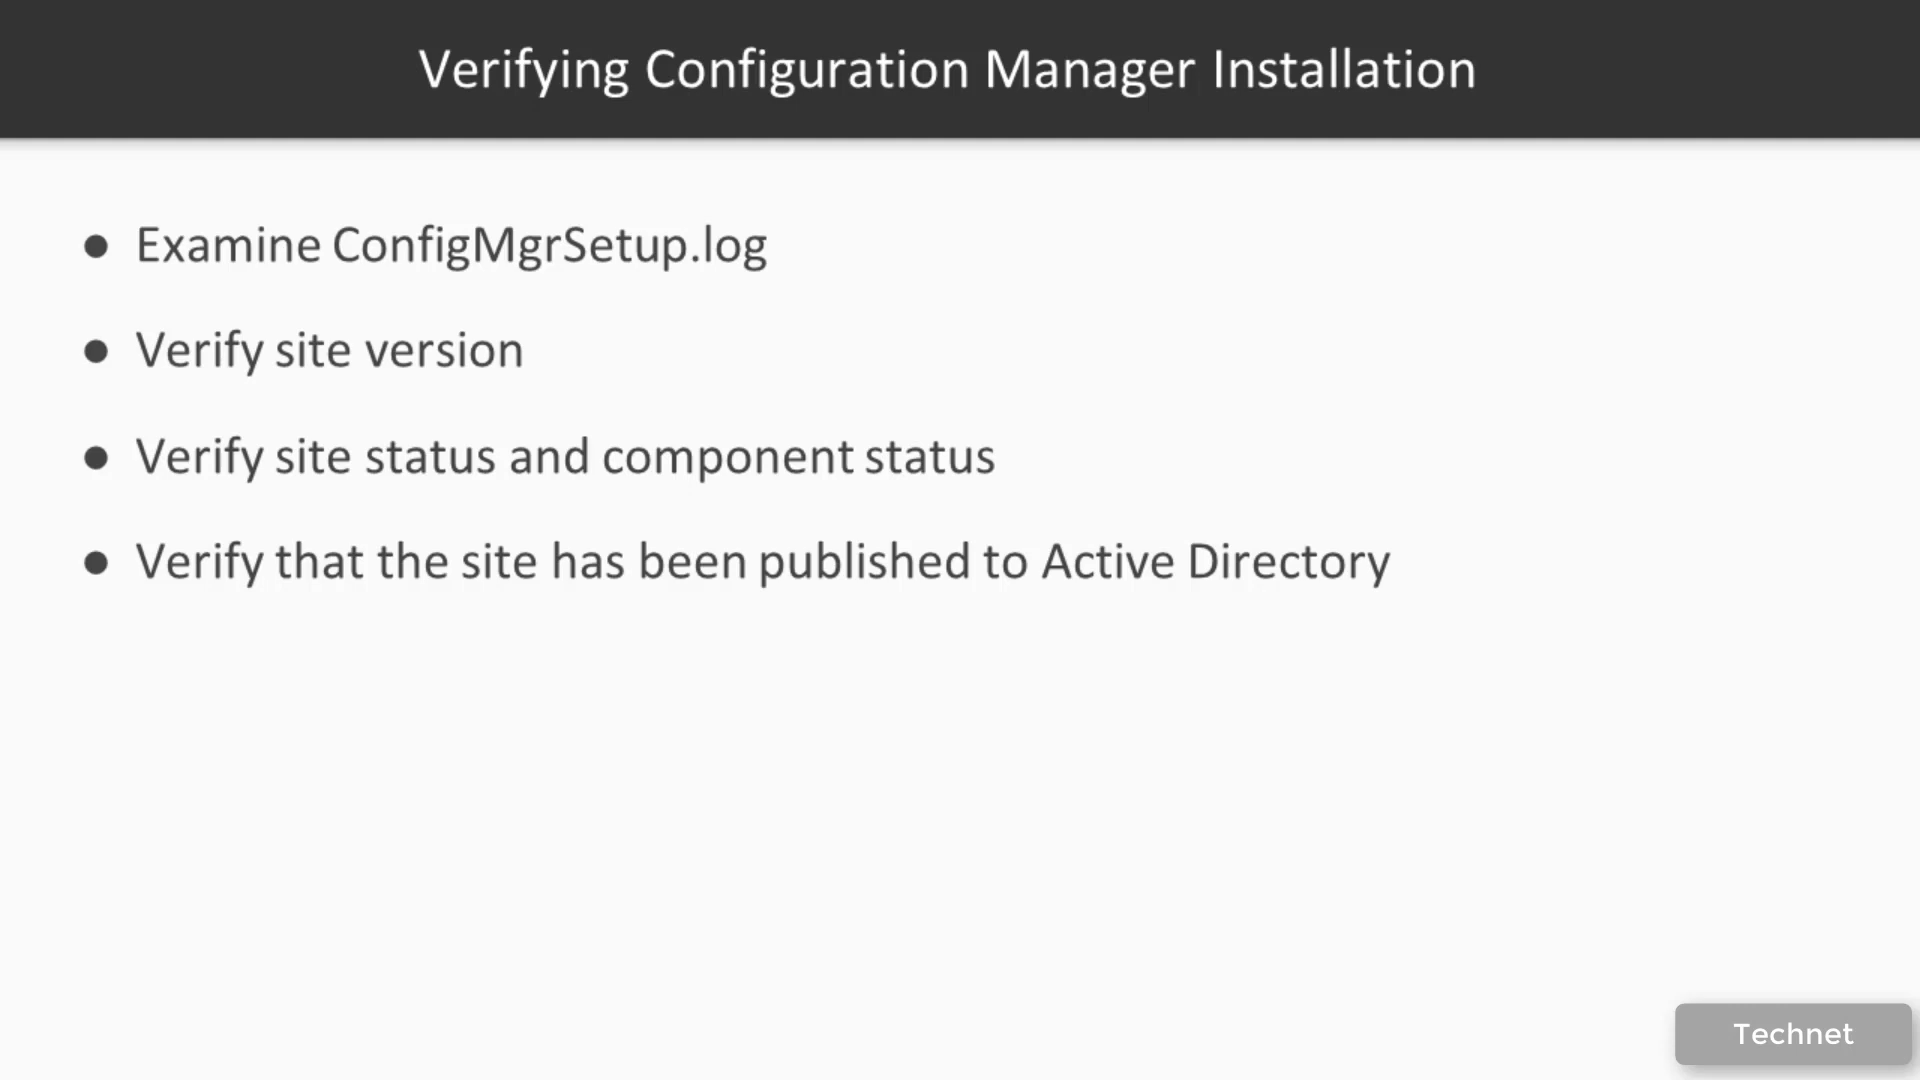 Verifying Configuration Manager Installation
● Examine ConfigMgrSetup.log
● Verify site version
● Verify site status and component status
● Verify that the site has been published to Active Directory
Technet